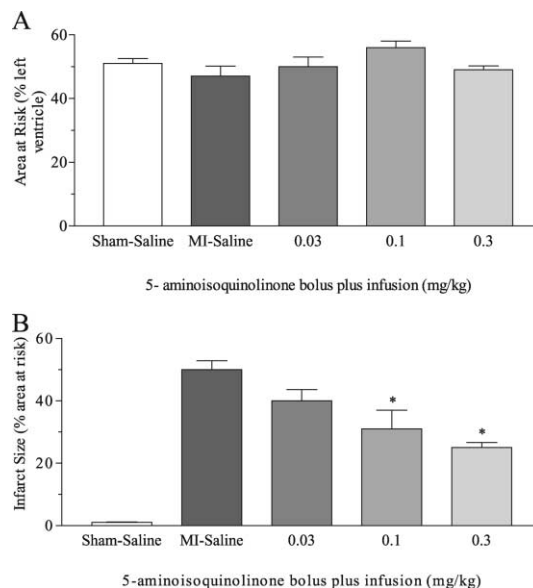 A
Area at Risk (% left
ventricle)
60
40
20
0
Sham-Saline MI-Saline 0.03 0.1 0.3
5- aminoisoquinolinone bolus plus infusion (mg/kg)
B
Infarct Size (% area at risk)
60
40
20
0
* *
Sham-Saline MI-Saline 0.03 0.1 0.3
5-aminoisoquinolinone bolus plus infusion (mg/kg)